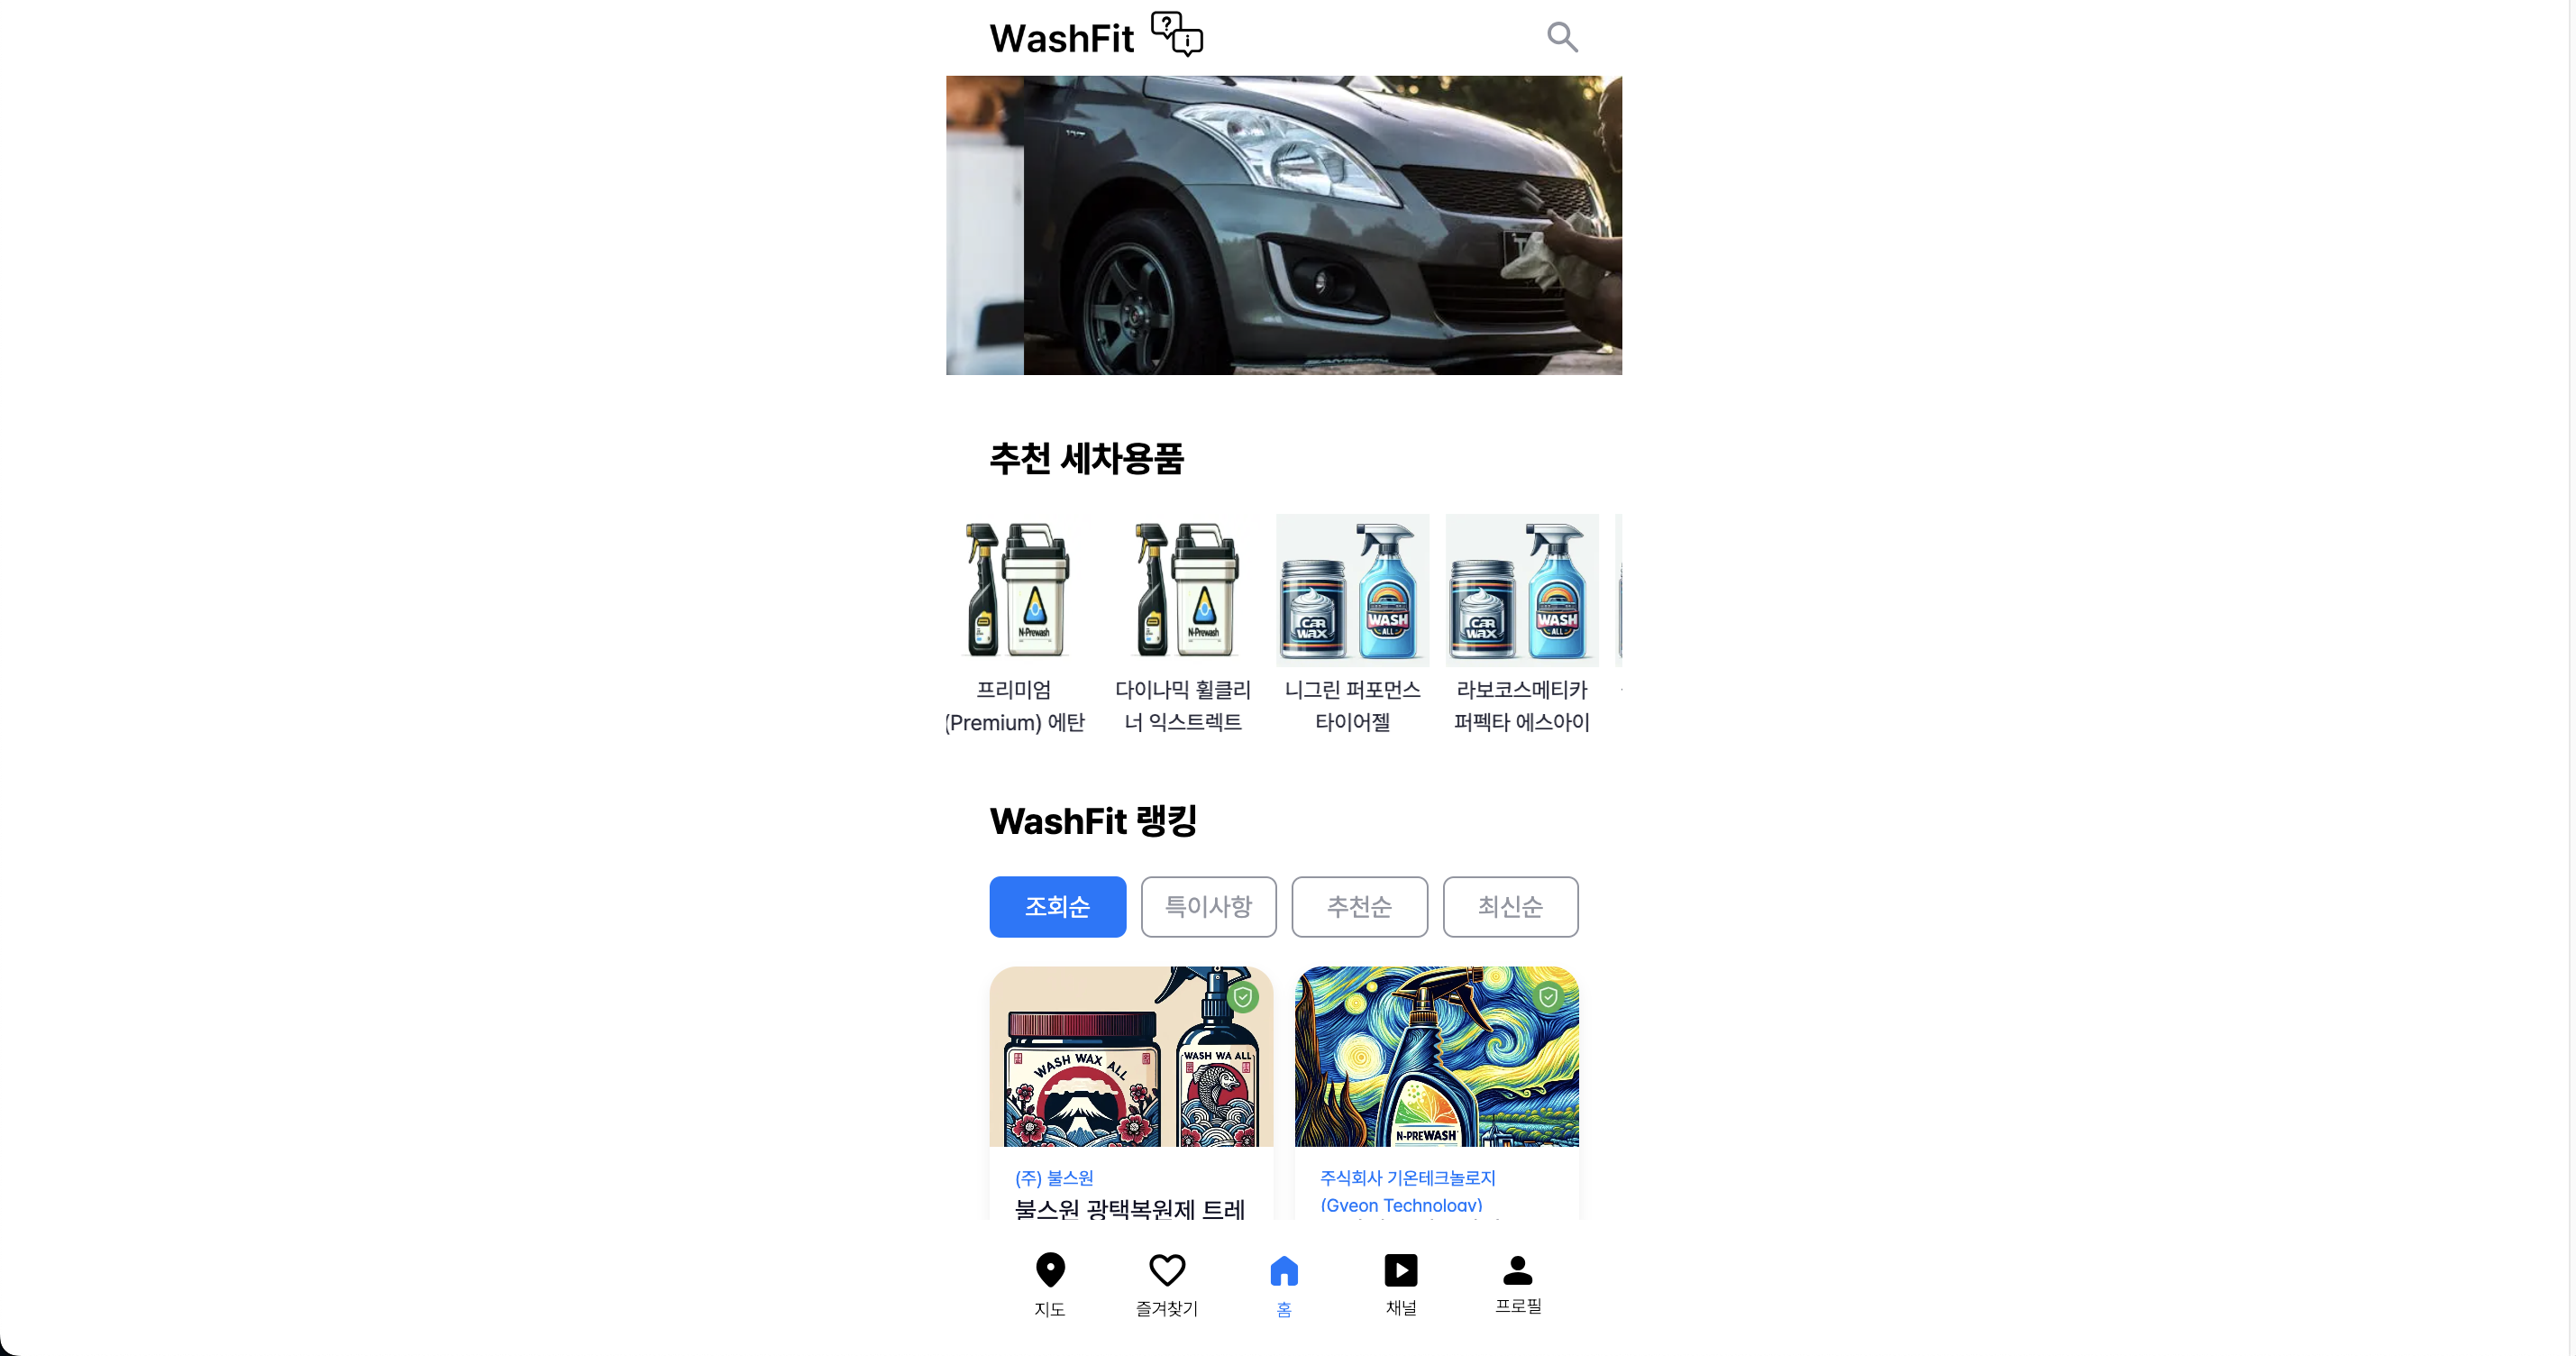 WashFit
추천 세차용품
프리미엄
(Premium) 에탄
다이나믹 휠클리
너 익스트렉트
니그린 퍼포먼스
타이어젤
라보코스메티카
퍼펙타 에스아이
N-Prewash
N-Prewash
CAR WAX
WASH ALL
CAR WAX
WASH ALL
WashFit 랭킹
조회순
특이사항
추천순
최신순
WASH WAX ALL
WASH WA ALL
N-PREWASH
(주) 불스원
불스원 광택복원제 트레
주식회사 기온테크놀로지
(Gyeon Technology)
지도
즐겨찾기
홈
채널
프로필